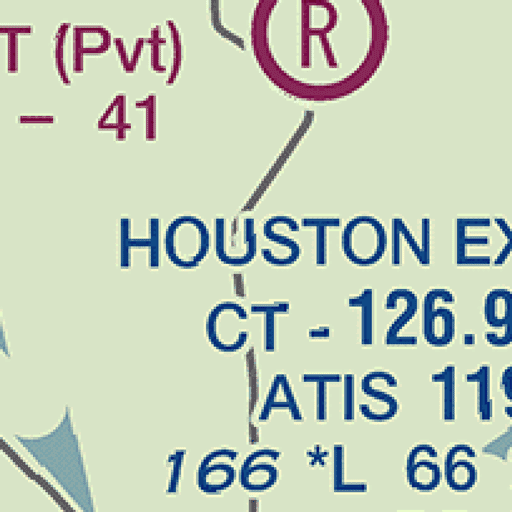 R
T (Pvt)
- 41
HOUSTON EX
CT - 126.9
ATIS 119
166 *L 66